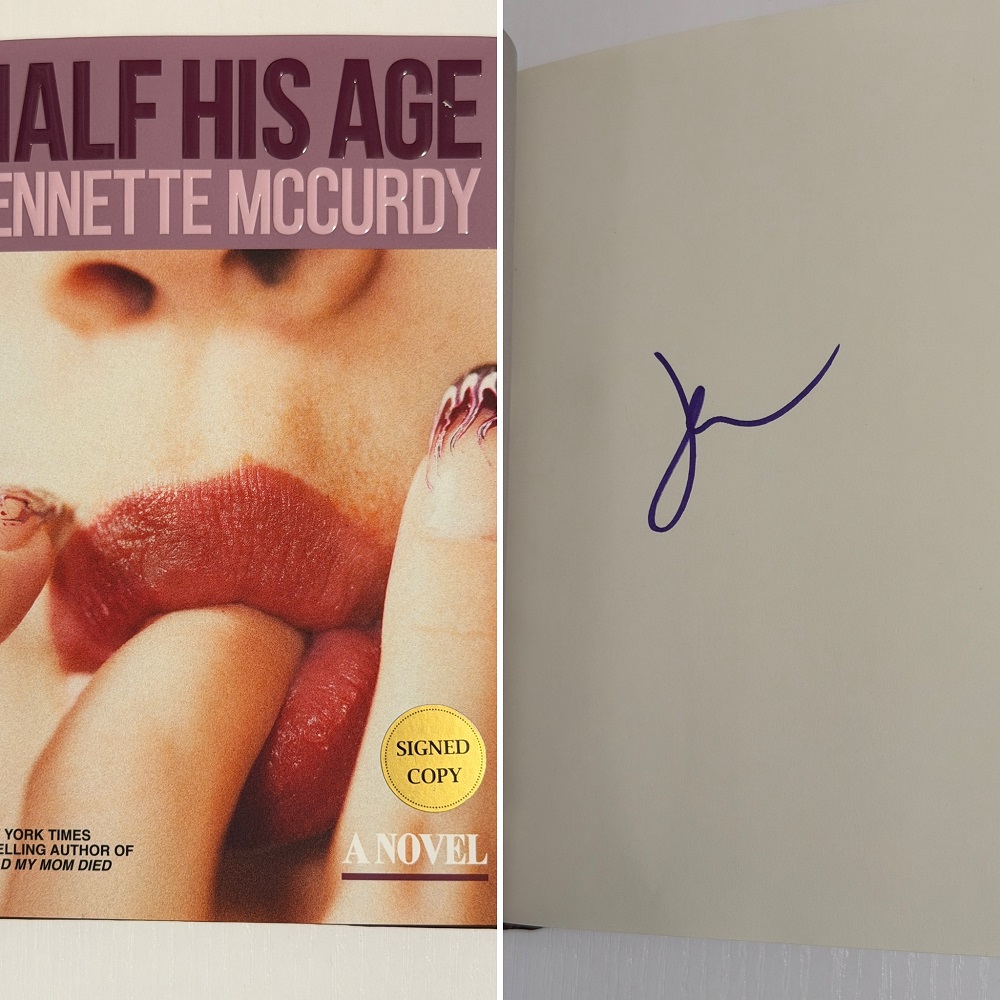 HALF HIS AGE
ENNETTE MCCURDY
SIGNED
COPY
YORK TIMES
ELLING AUTHOR OF
D MY MOM DIED
A NOVEL